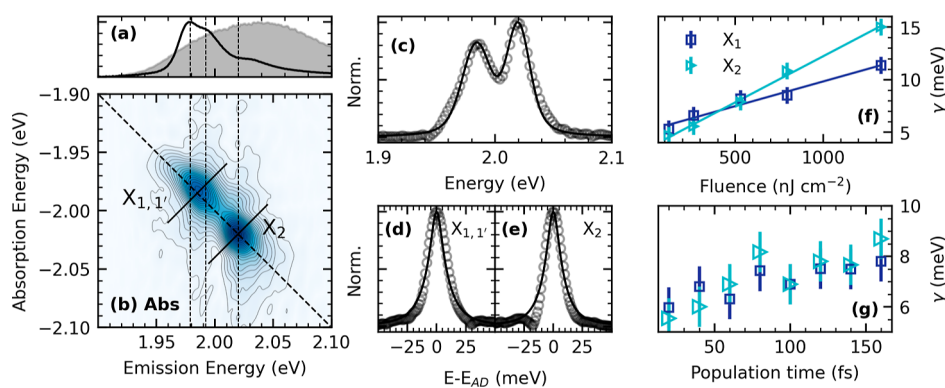 (a)
−1.90
−1.95
−2.00
−2.05
−2.10
Absorption Energy (eV)
X1,1′
X2
(b) Abs
1.95 2.00 2.05 2.10
Emission Energy (eV)
(c)
Norm.
1.9 2.0 2.1
Energy (eV)
(d) X1,1′
(e) X2
Norm.
−25 0 25 −25 0 25
E-EAD (meV)
X1
X2
(f)
15
10
5
γ (meV)
500 1000
Fluence (nJ cm−2)
10
8
6
γ (meV)
(g)
50 100 150
Population time (fs)